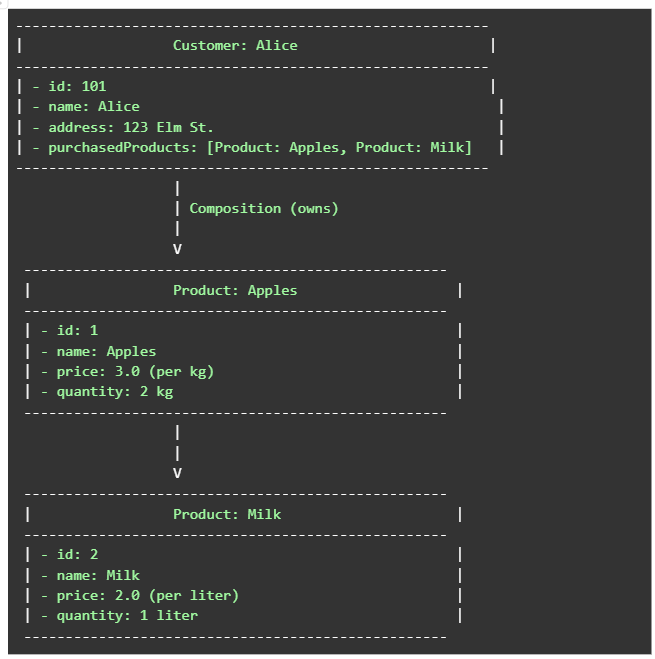 Customer: Alice
- id: 101
- name: Alice
- address: 123 Elm St.
- purchasedProducts: [Product: Apples, Product: Milk]
Composition (owns)
V
Product: Apples
- id: 1
- name: Apples
- price: 3.0 (per kg)
- quantity: 2 kg
V
Product: Milk
- id: 2
- name: Milk
- price: 2.0 (per liter)
- quantity: 1 liter